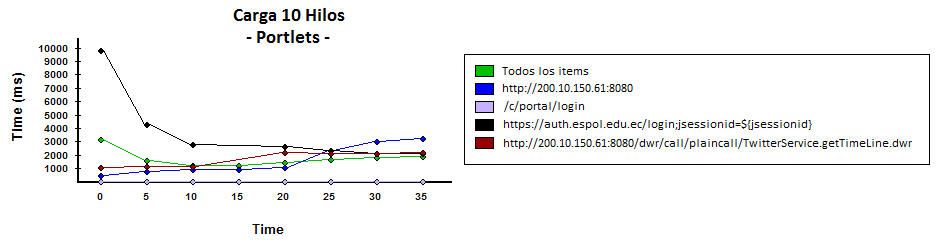 Carga 10 Hilos
- Portlets -
Time (ms)
10000
9000
8000
7000
6000
5000
4000
3000
2000
1000
0 5 10 15 20 25 30 35
Time
Todos los items
http://200.10.150.61:8080
/c/portal/login
https://auth.espol.edu.ec/login;jsessionid=${jsessionid}
http://200.10.150.61:8080/dwr/call/plaincall/TwitterService.getTimeLine.dwr